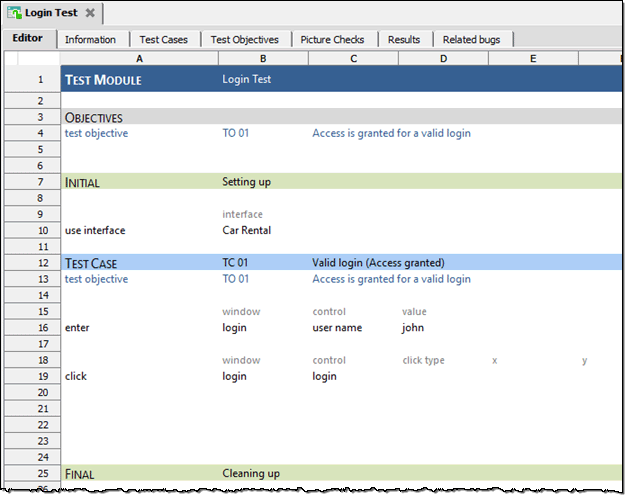 Login Test
Editor Information Test Cases Test Objectives Picture Checks Results Related bugs
A B C D E
1 TEST MODULE Login Test
2
3 OBJECTIVES
4 test objective TO 01 Access is granted for a valid login
5
6
7 INITIAL Setting up
8
9 interface
10 use interface Car Rental
11
12 TEST CASE TC 01 Valid login (Access granted)
13 test objective TO 01 Access is granted for a valid login
14
15 window control value
16 enter login user name john
17
18 window control click type x y
19 click login login
20
21
22
23
24
25 FINAL Cleaning up